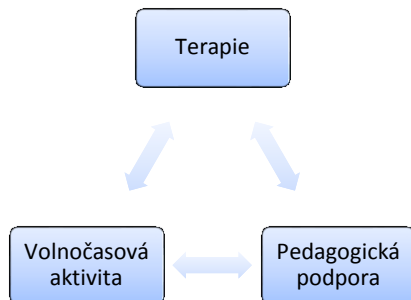 Terapie
Volnočasová
aktivita
Pedagogická
podpora